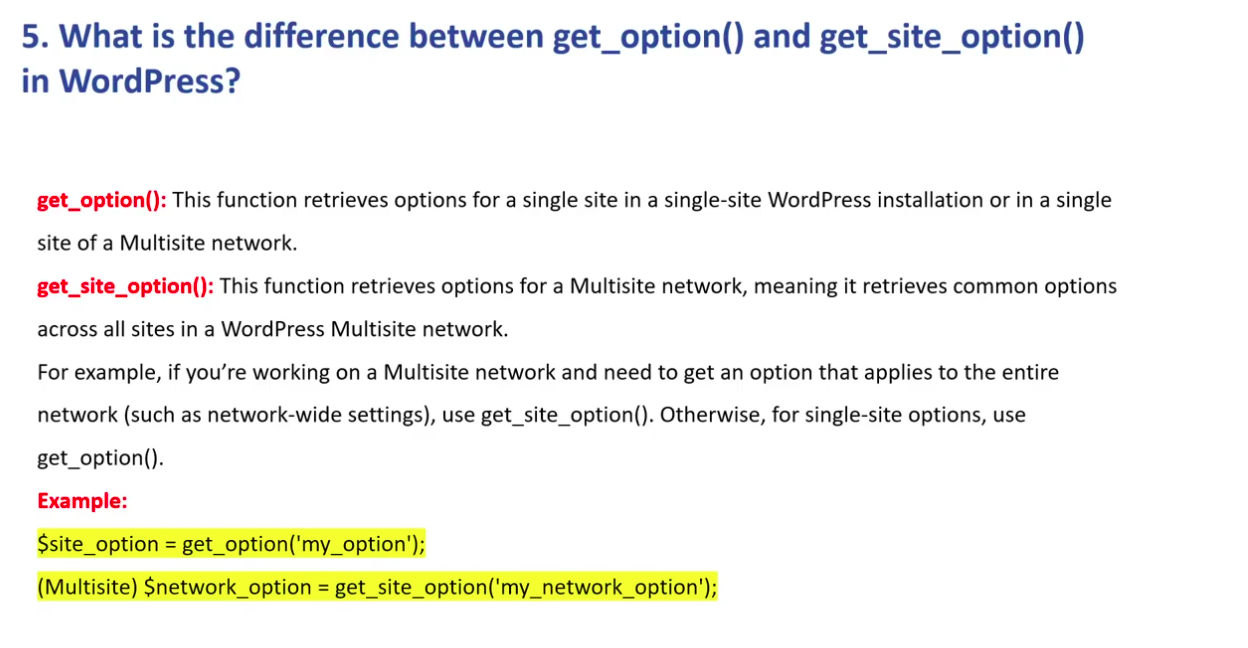 5. What is the difference between get_option() and get_site_option()
in WordPress?
get_option(): This function retrieves options for a single site in a single-site WordPress installation or in a single
site of a Multisite network.
get_site_option(): This function retrieves options for a Multisite network, meaning it retrieves common options
across all sites in a WordPress Multisite network.
For example, if you’re working on a Multisite network and need to get an option that applies to the entire
network (such as network-wide settings), use get_site_option(). Otherwise, for single-site options, use
get_option().
Example:
$site_option = get_option('my_option');
(Multisite) $network_option = get_site_option('my_network_option');